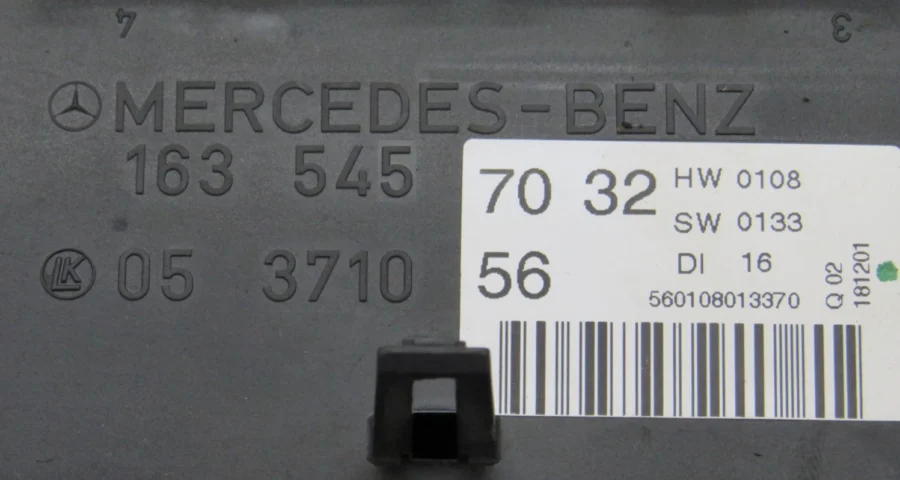 4 3
MERCEDES-BENZ
163 545 70 32
LK 05 3710 56
HW 0108
SW 0133
DI 16
560108013370
Q 02
181201